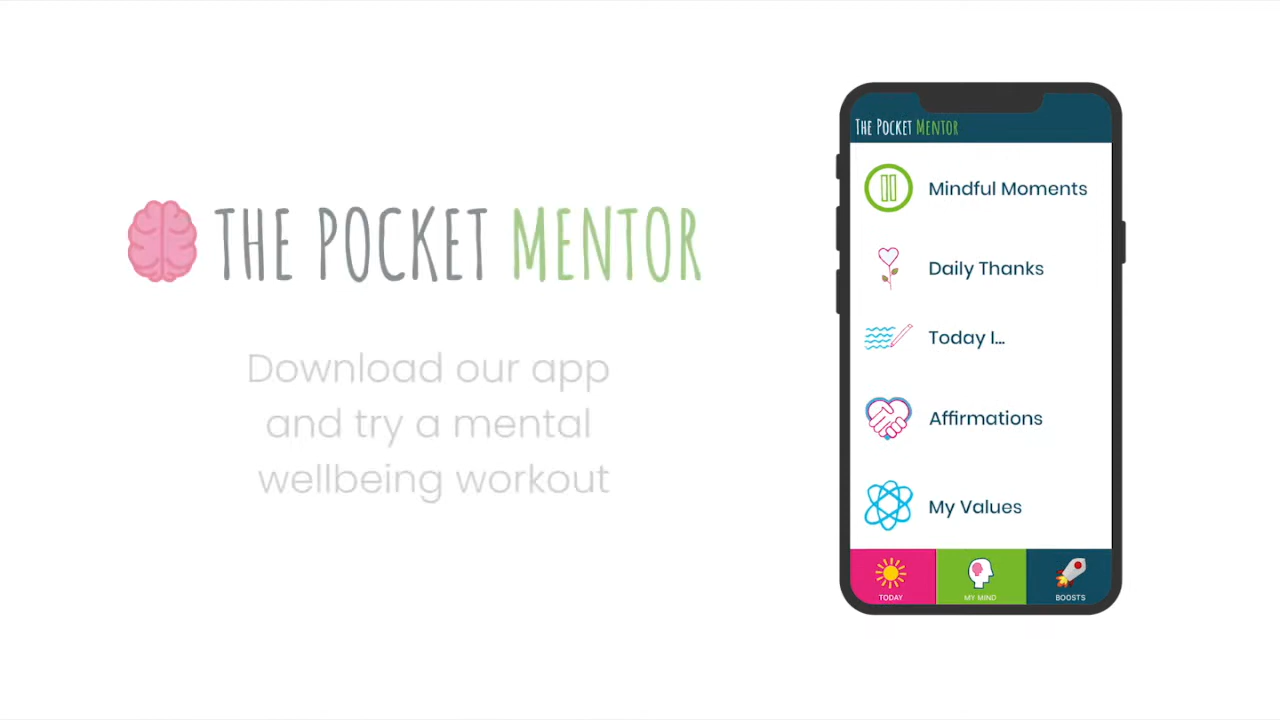 THE POCKET MENTOR
Download our app
and try a mental
wellbeing workout
THE POCKET MENTOR
Mindful Moments
Daily Thanks
Today I...
Affirmations
My Values
TODAY
MY MIND
BOOSTS